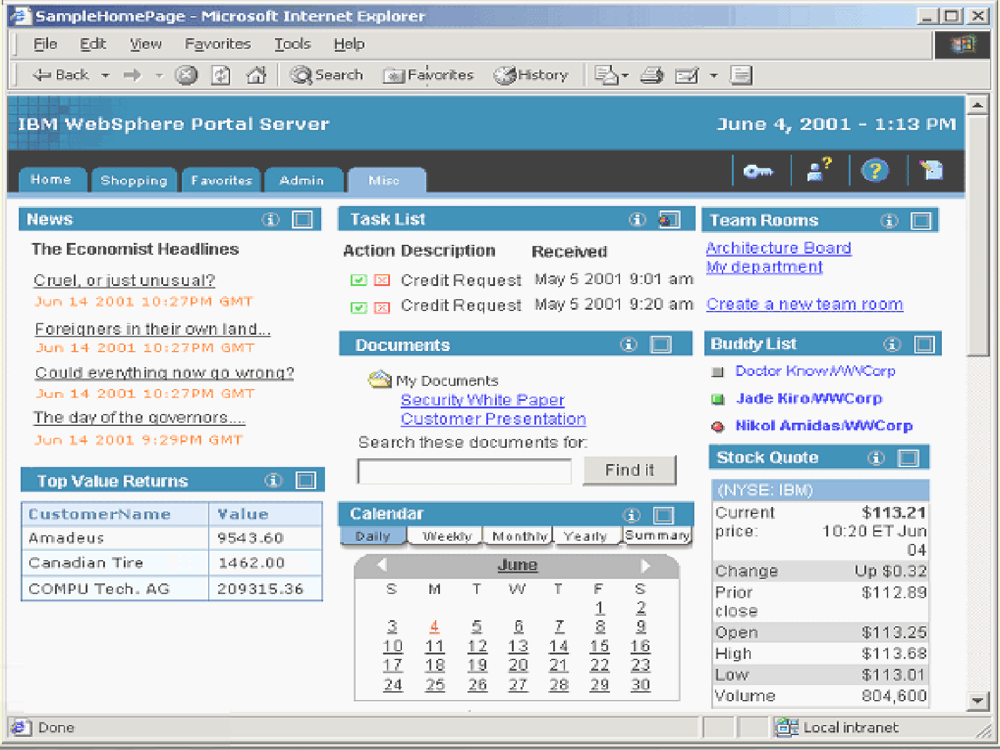 SampleHomePage - Microsoft Internet Explorer
File Edit View Favorites Tools Help
Back Search Favorites History
IBM WebSphere Portal Server
June 4, 2001 - 1:13 PM
Home Shopping Favorites Admin Misc
News
The Economist Headlines
Cruel, or just unusual?
Jun 14 2001 10:27PM GMT
Foreigners in their own land...
Jun 14 2001 10:27PM GMT
Could everything now go wrong?
Jun 14 2001 10:27PM GMT
The day of the governors....
Jun 14 2001 9:29PM GMT
Top Value Returns
CustomerName Value
Amadeus 9543.60
Canadian Tire 1462.00
COMPU Tech. AG 209315.36
Task List
Action Description Received
Credit Request May 5 2001 9:01 am
Credit Request May 5 2001 9:20 am
Documents
My Documents
Security White Paper
Customer Presentation
Search these documents for:
Find it
Calendar
Daily Weekly Monthly Yearly Summary
June
S M T W T F S
1 2
3 4 5 6 7 8 9
10 11 12 13 14 15 16
17 18 19 20 21 22 23
24 25 26 27 28 29 30
Team Rooms
Architecture Board
My department
Create a new team room
Buddy List
Doctor Know/WWCorp
Jade Kiro/WWCorp
Nikol Amidas/WWCorp
Stock Quote
(NYSE: IBM)
Current $113.21
price: 10:20 ET Jun
04
Change Up $0.32
Prior $112.89
close
Open $113.25
High $113.68
Low $113.01
Volume 804,600
Done
Local intranet